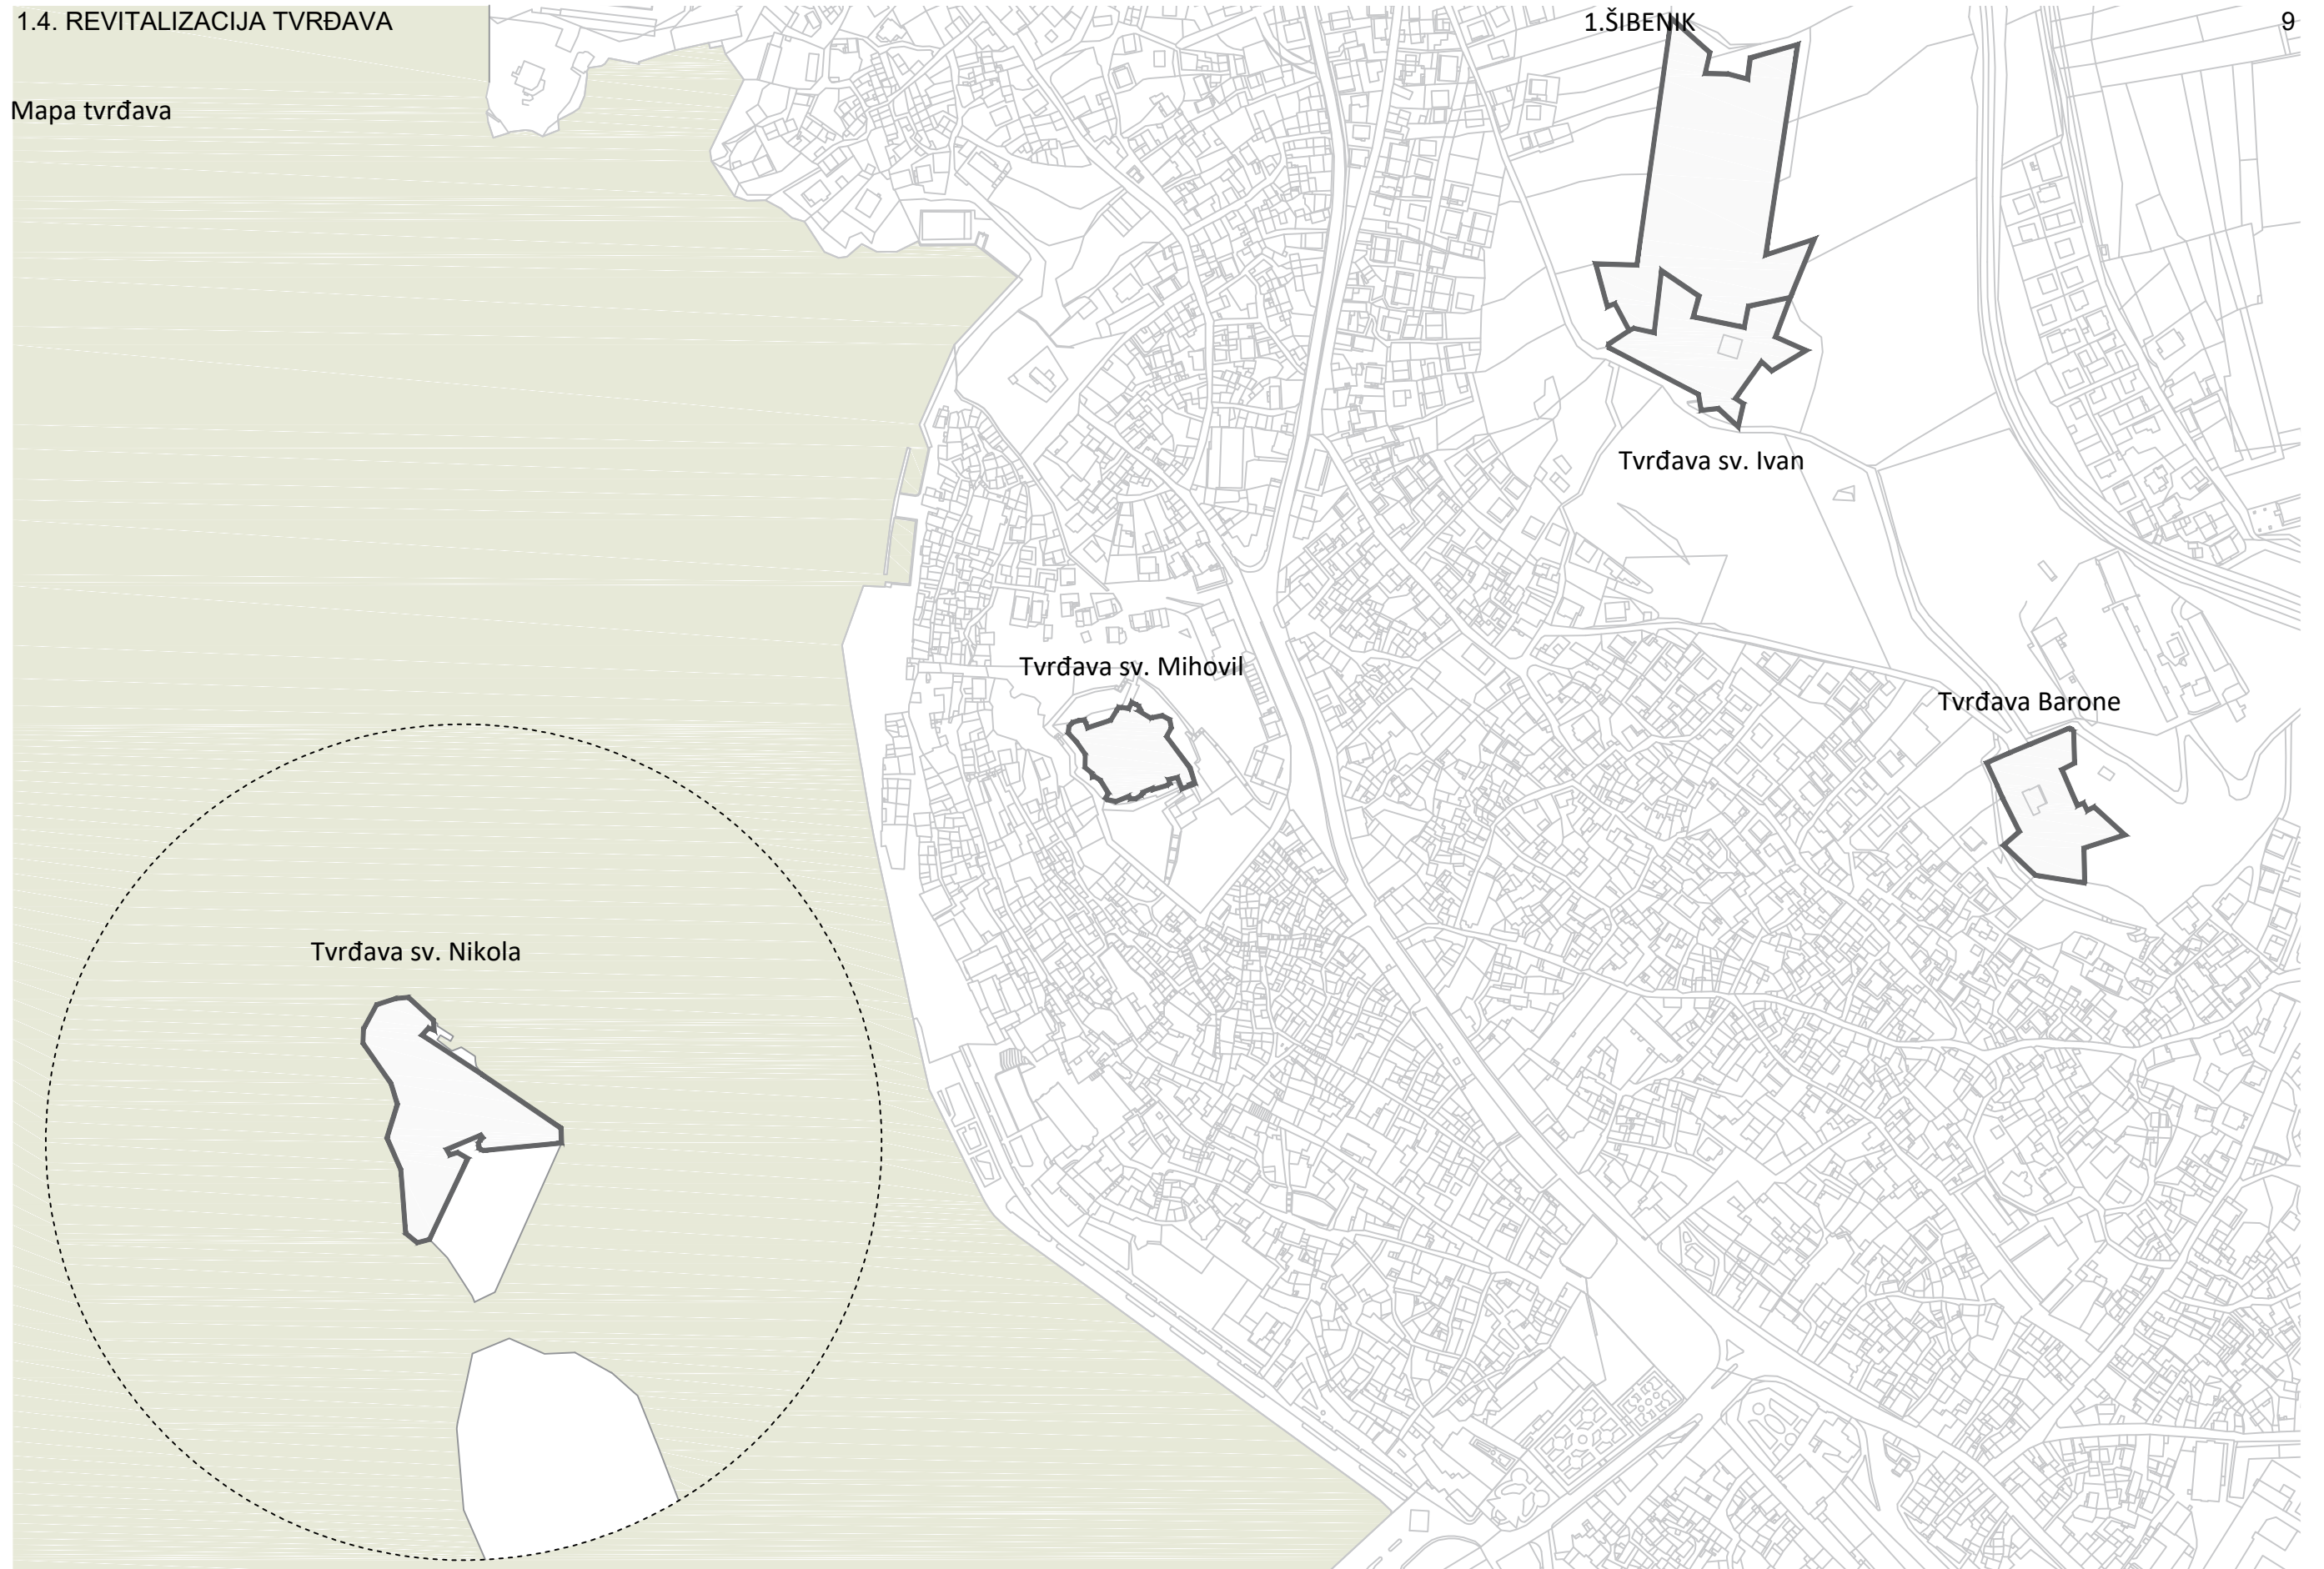 1.4. REVITALIZACIJA TVRĐAVA
1.ŠIBENIK
9
Mapa tvrđava
Tvrđava sv. Ivan
Tvrđava sv. Mihovil
Tvrđava Barone
Tvrđava sv. Nikola